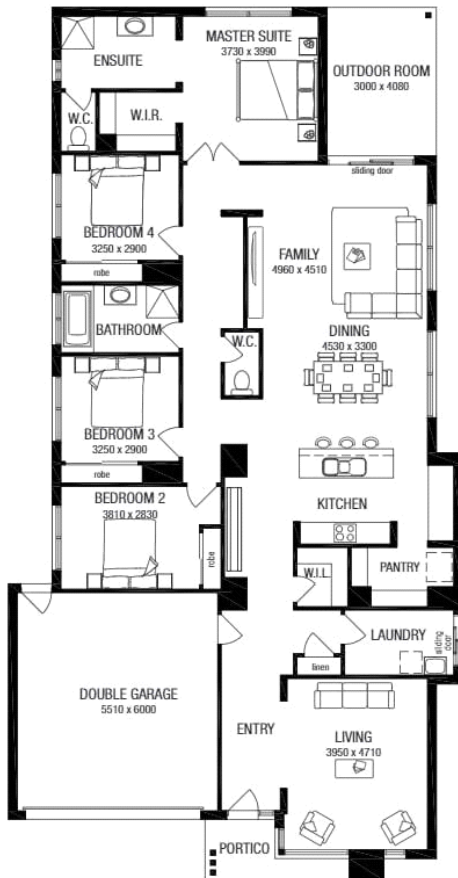 MASTER SUITE
3730 x 3990
ENSUITE
OUTDOOR ROOM
3000 x 4080
W.C.
W.I.R.
sliding door
BEDROOM 4
3250 x 2900
robe
FAMILY
4960 x 4510
BATHROOM
DINING
4530 x 3300
W.C.
BEDROOM 3
3250 x 2900
robe
BEDROOM 2
3810 x 2830
robe
KITCHEN
W.I.L
PANTRY
LAUNDRY
sliding
door
linen
DOUBLE GARAGE
5510 x 6000
ENTRY
LIVING
3950 x 4710
PORTICO